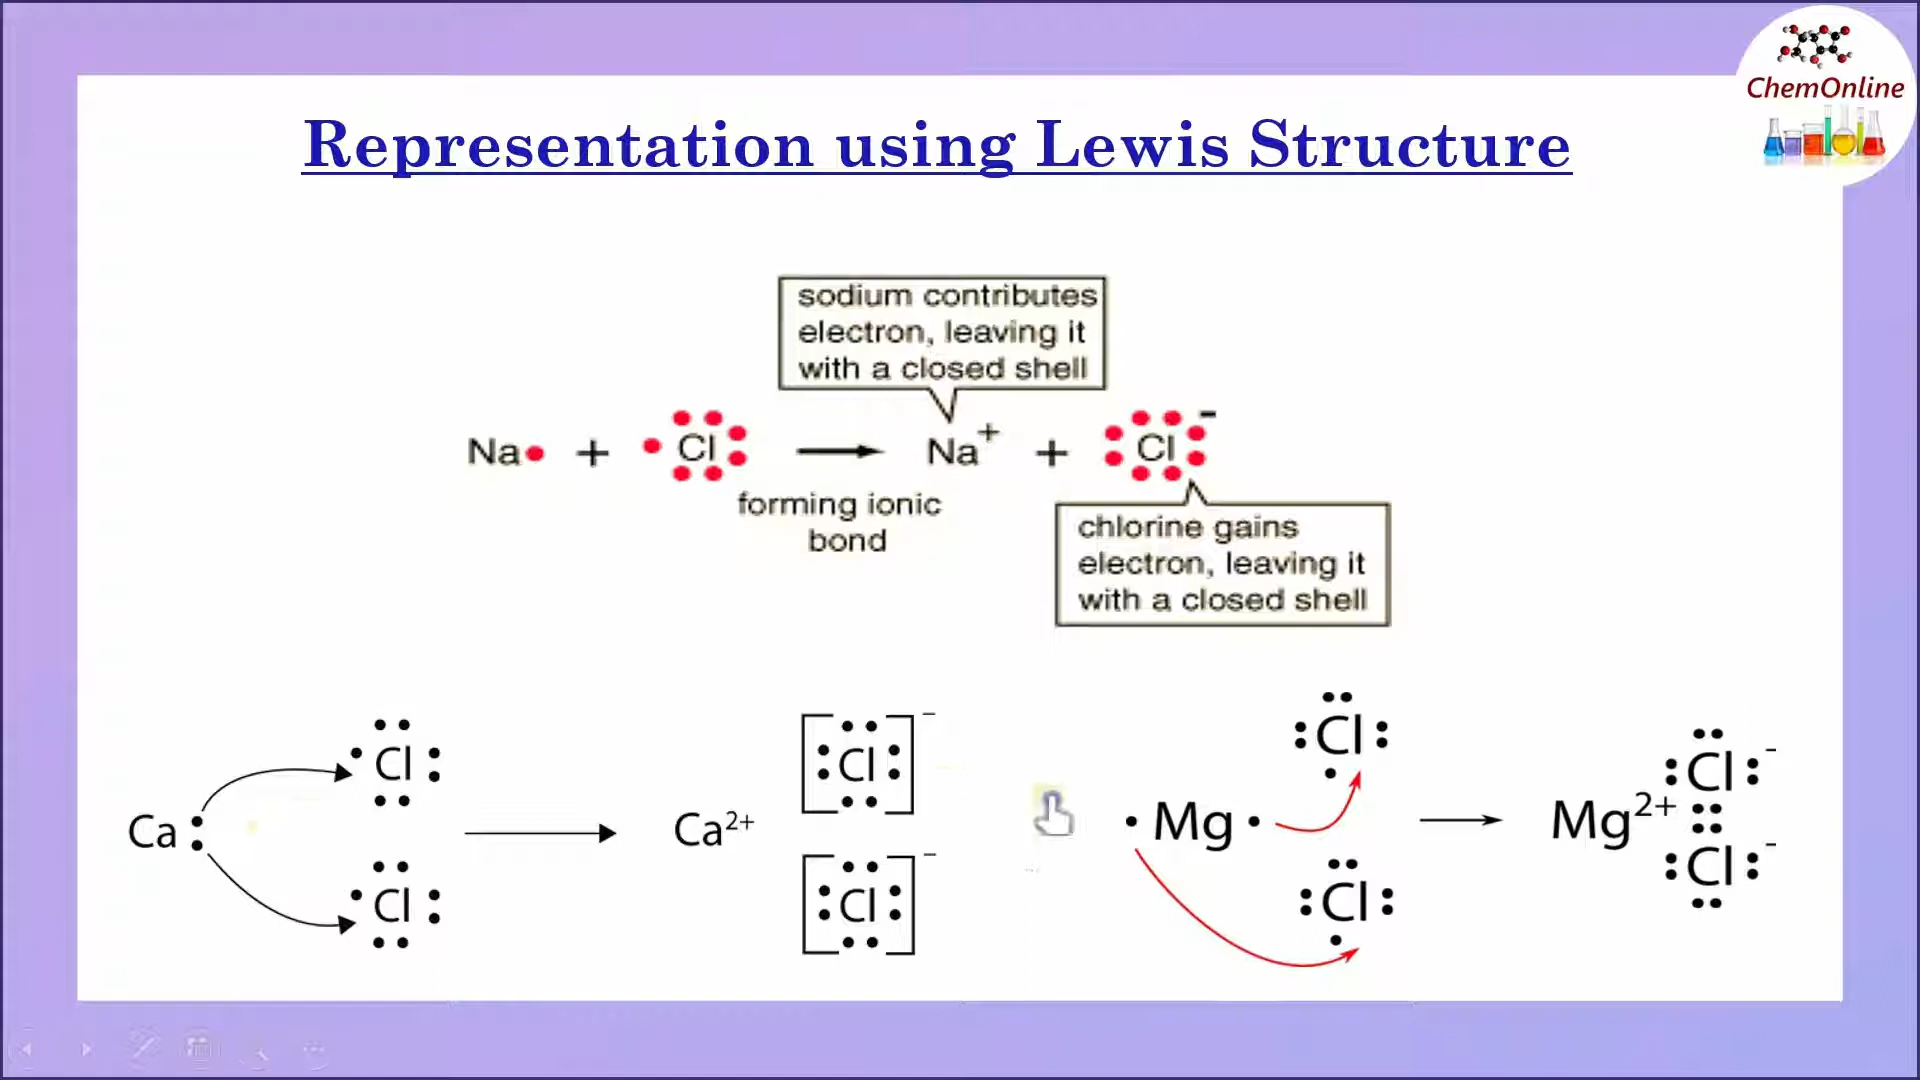 ChemOnline
Representation using Lewis Structure
sodium contributes
electron, leaving it
with a closed shell
Na + Cl Na+ + Cl-
forming ionic
bond
chlorine gains
electron, leaving it
with a closed shell
Ca Cl Cl Ca2+ Cl- Cl-
Mg Cl Cl Mg2+ Cl- Cl-